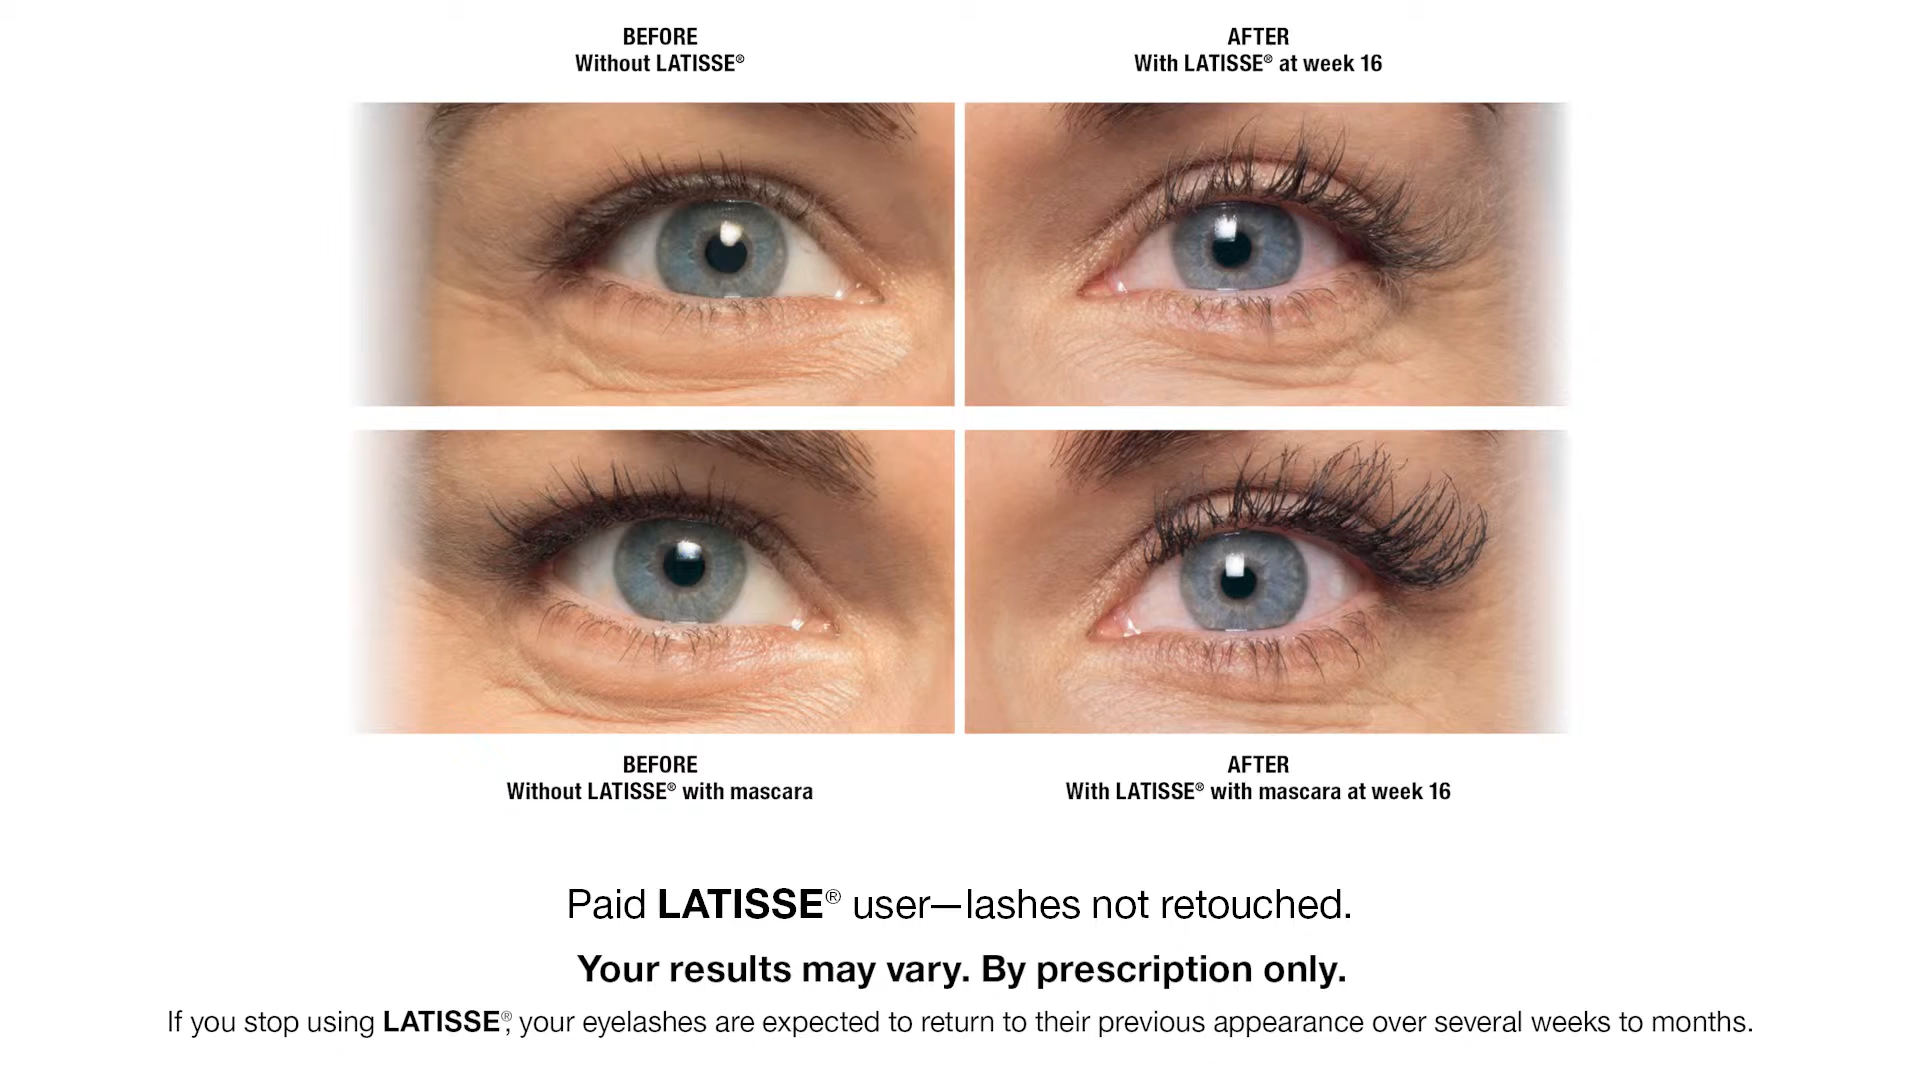 BEFORE
Without LATISSE®
AFTER
With LATISSE® at week 16
BEFORE
Without LATISSE® with mascara
AFTER
With LATISSE® with mascara at week 16
Paid LATISSE® user—lashes not retouched.
Your results may vary. By prescription only.
If you stop using LATISSE®, your eyelashes are expected to return to their previous appearance over several weeks to months.